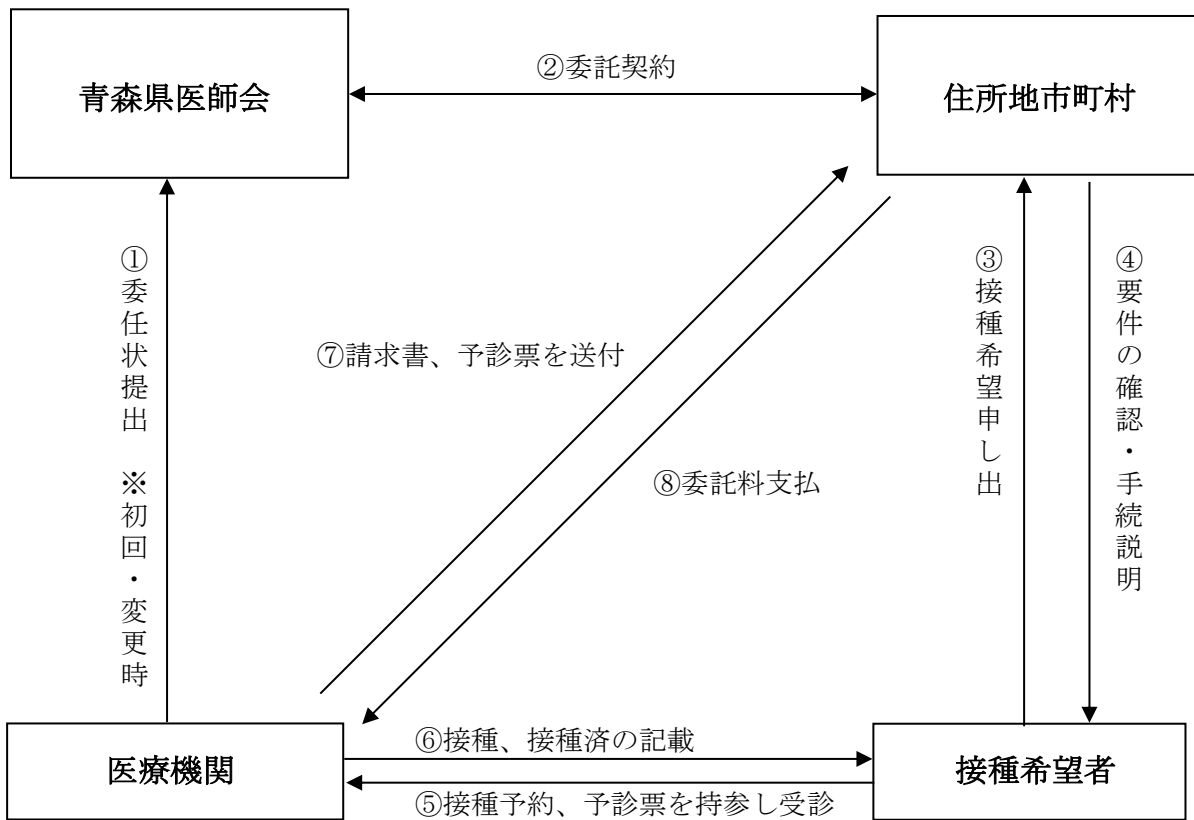 ②委託契約
青森県医師会
住所地市町村
①委任状提出　※初回・変更時
③接種希望申し出
④要件の確認・手続説明
⑦請求書、予診票を送付
⑧委託料支払
⑥接種、接種済の記載
医療機関
接種希望者
⑤接種予約、予診票を持参し受診